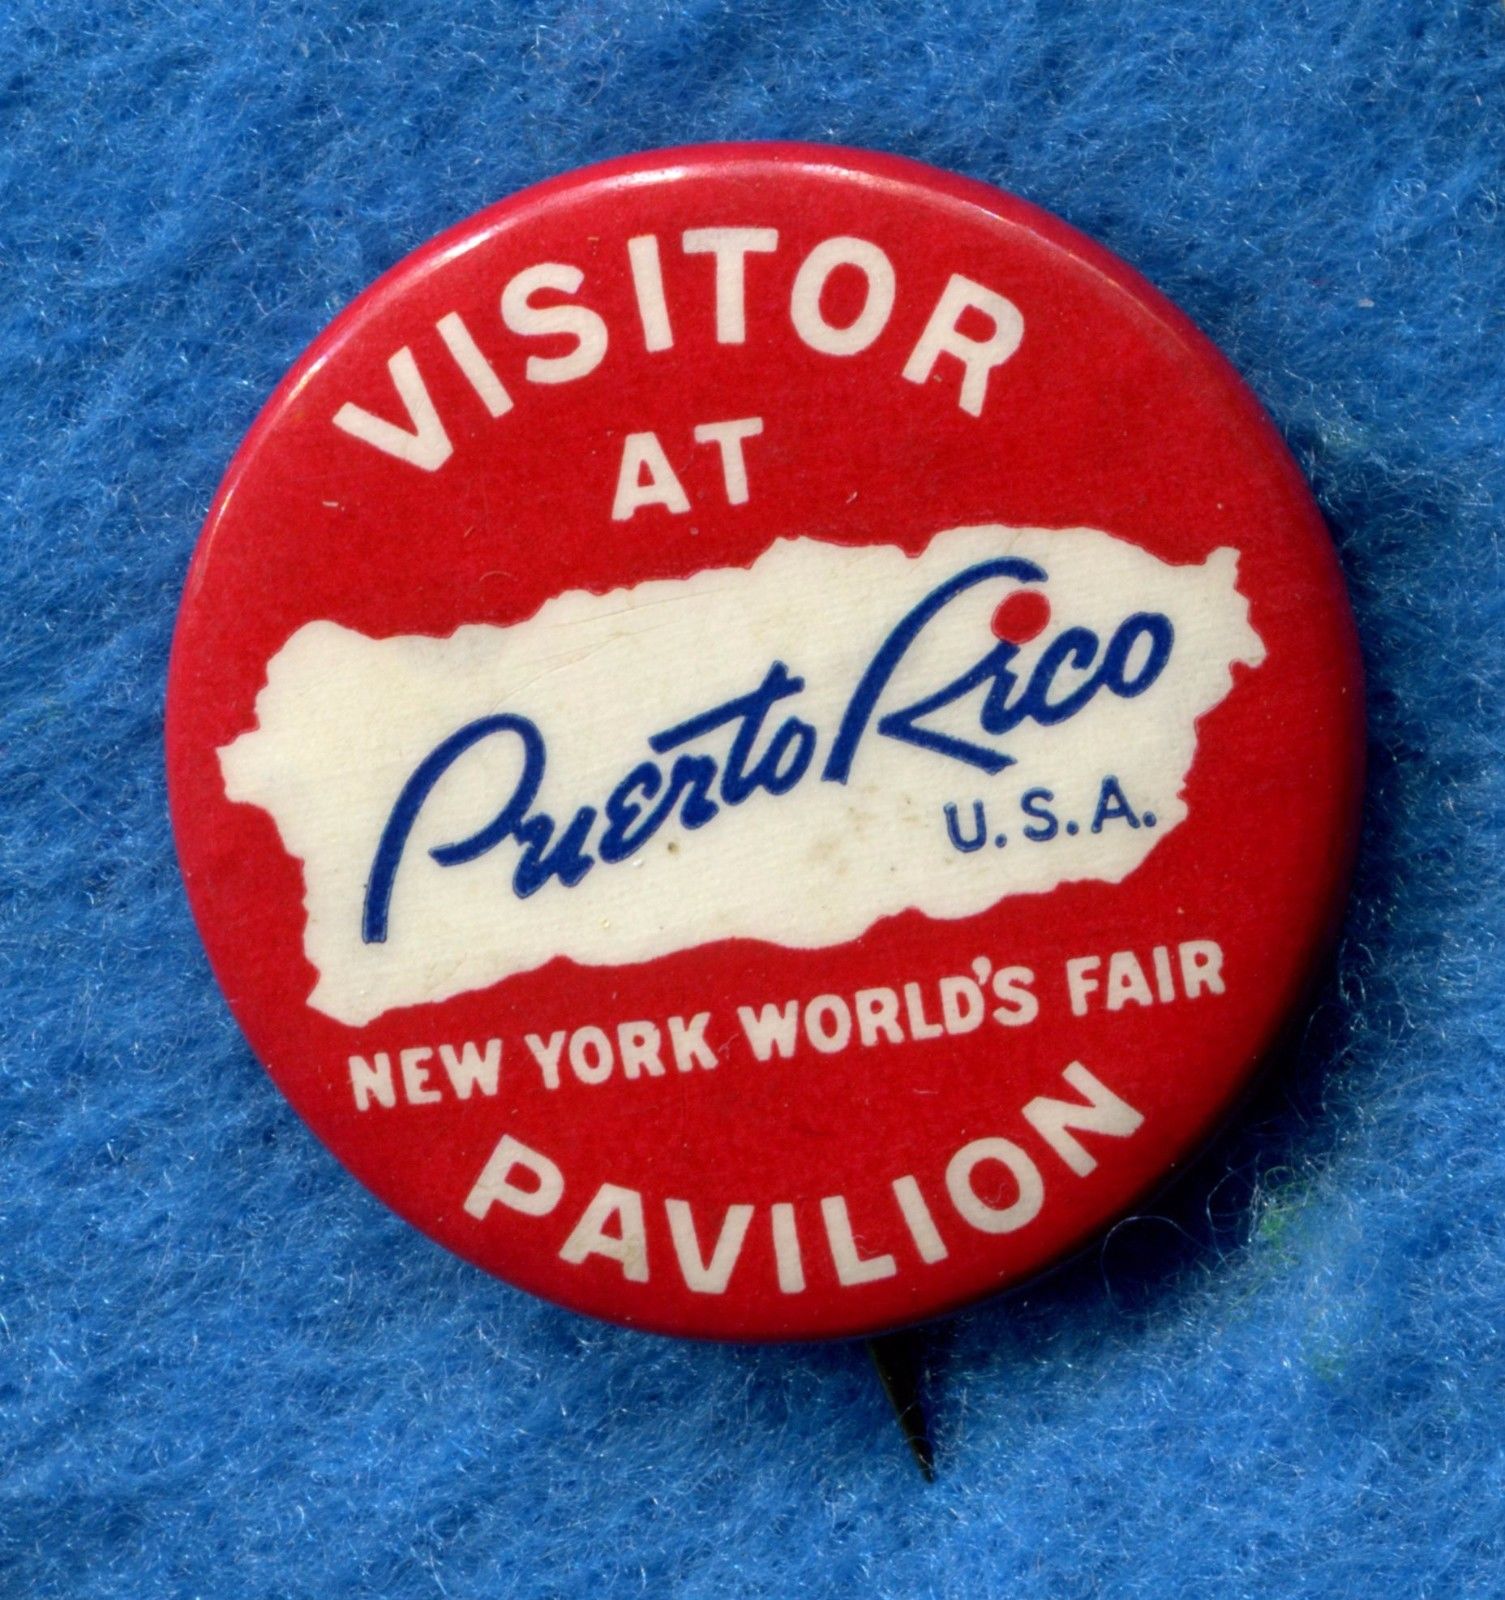 VISITOR
AT
Puerto Rico
U.S.A.
NEW YORK WORLD'S FAIR
PAVILION